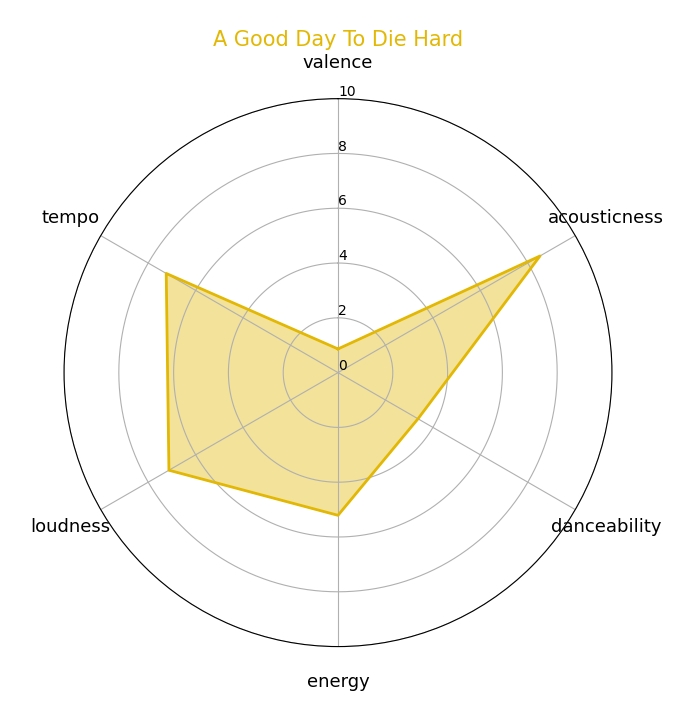 A Good Day To Die Hard
valence
10
8
acousticness
tempo
6
4
2
0
loudness
danceability
energy